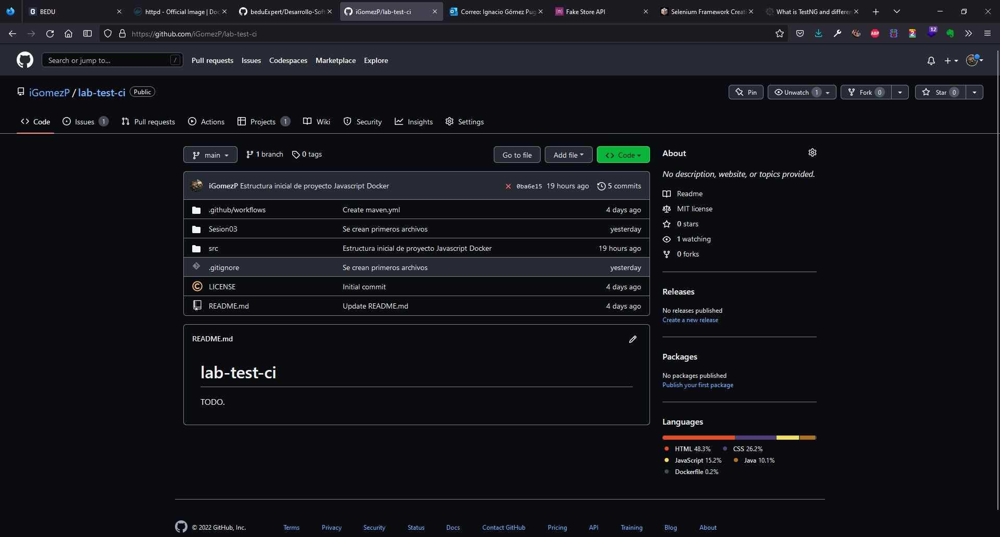 BEDU
httpd - Official Image | Doc
beduExpert/Desarrollo-Soft
iGomezP/lab-test-ci
Correo: Ignacio Gómez Pug
Fake Store API
Selenium Framework Creati
What is TestNG and differen
https://github.com/iGomezP/lab-test-ci
ABP
2
12
Search or jump to...
/
Pull requests
Issues
Codespaces
Marketplace
Explore
iGomezP / lab-test-ci
Public
Pin
Unwatch 1
Fork 0
Star 0
Code
Issues 1
Pull requests
Actions
Projects 1
Wiki
Security
Insights
Settings
main
1 branch
0 tags
Go to file
Add file
Code
iGomezP Estructura inicial de proyecto Javascript Docker
0ba6e15 19 hours ago
5 commits
.github/workflows Create maven.yml 4 days ago
Sesion03 Se crean primeros archivos yesterday
src Estructura inicial de proyecto Javascript Docker 19 hours ago
.gitignore Se crean primeros archivos yesterday
LICENSE Initial commit 4 days ago
README.md Update README.md 4 days ago
README.md
lab-test-ci
TODO.
About
No description, website, or topics provided.
Readme
MIT license
0 stars
1 watching
0 forks
Releases
No releases published
Create a new release
Packages
No packages published
Publish your first package
Languages
HTML 48.3% CSS 26.2%
JavaScript 15.2% Java 10.1%
Dockerfile 0.2%
© 2022 GitHub, Inc.
Terms
Privacy
Security
Status
Docs
Contact GitHub
Pricing
API
Training
Blog
About